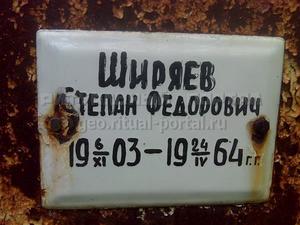 ШИРЯЕВ
СТЕПАН ФЕДОРОВИЧ
geo.ritual-portal.ru
19 6/XI 03 – 19 24/IV 64 г.г.